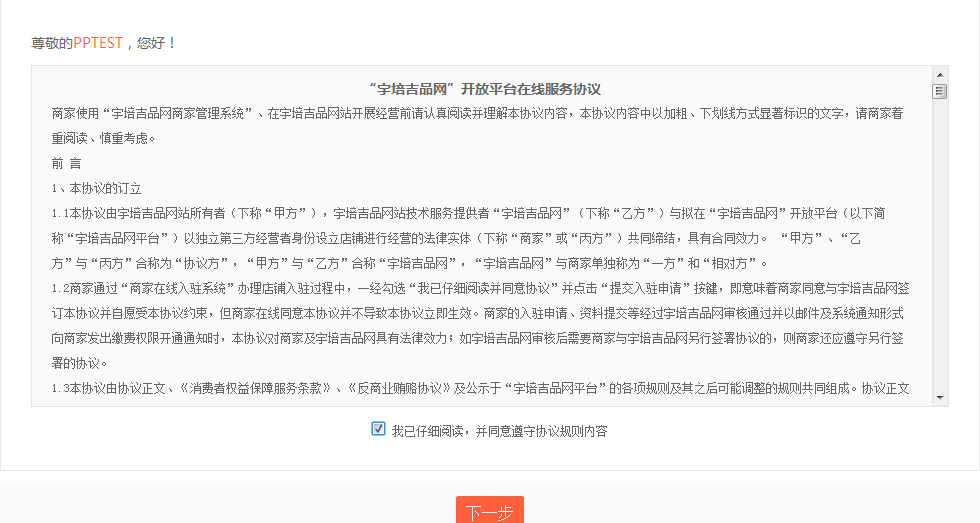 尊敬的PPTEST，您好！
“宇培吉品网”开放平台在线服务协议
商家使用“宇培吉品网商家管理系统”、在宇培吉品网站开展经营前请认真阅读并理解本协议内容，本协议内容中以加粗、下划线方式显著标识的文字，请商家着
重阅读、慎重考虑。
前 言
1、本协议的订立
1.1本协议由宇培吉品网站所有者（下称“甲方”），宇培吉品网站技术服务提供者“宇培吉品网”（下称“乙方”）与拟在“宇培吉品网”开放平台（以下简
称“宇培吉品网平台”）以独立第三方经营者身份设立店铺进行经营的法律实体（下称“商家”或“丙方”）共同缔结，具有合同效力。 “甲方”、“乙
方”与“丙方”合称为“协议方”，“甲方”与“乙方”合称“宇培吉品网”，“宇培吉品网”与商家单独称为“一方”和“相对方”。
1.2商家通过“商家在线入驻系统”办理店铺入驻过程中，一经勾选“我已仔细阅读并同意协议”并点击“提交入驻申请”按键，即意味着商家同意与宇培吉品网签
订本协议并自愿受本协议约束，但商家在线同意本协议并不导致本协议立即生效。商家的入驻申请、资料提交等经过宇培吉品网审核通过并以邮件及系统通知形式
向商家发出缴费权限开通通知时，本协议对商家及宇培吉品网具有法律效力；如宇培吉品网审核后需要商家与宇培吉品网另行签署协议的，则商家还应遵守另行签
署的协议。
1.3本协议由协议正文、《消费者权益保障服务条款》、《反商业贿赂协议》及公示于“宇培吉品网平台”的各项规则及其之后可能调整的规则共同组成。协议正文
我已仔细阅读，并同意遵守协议规则内容
下一步